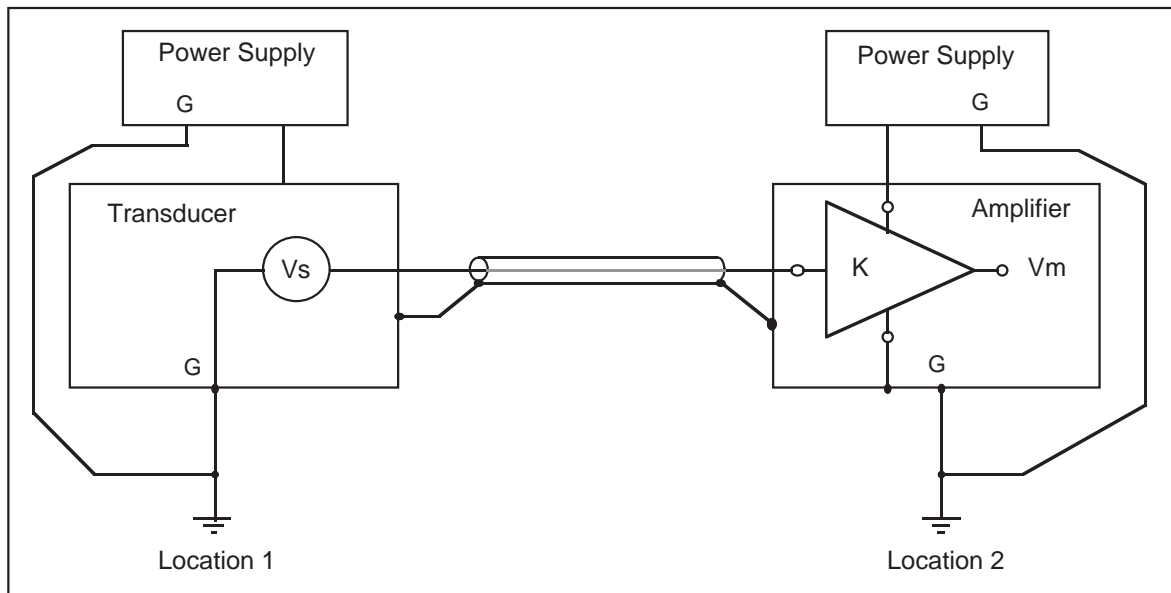 Power Supply
G
Power Supply
G
Transducer
Vs
G
Amplifier
K
Vm
G
Location 1
Location 2